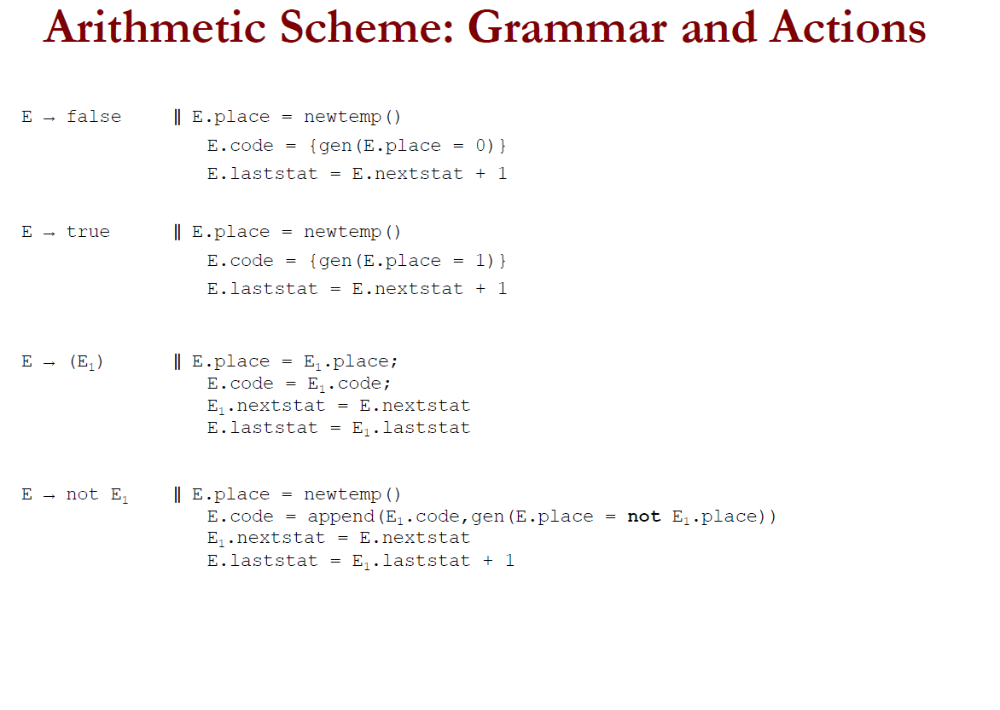 Arithmetic Scheme: Grammar and Actions
E → false ‖ E.place = newtemp()
E.code = {gen(E.place = 0)}
E.laststat = E.nextstat + 1
E → true ‖ E.place = newtemp()
E.code = {gen(E.place = 1)}
E.laststat = E.nextstat + 1
E → (E₁) ‖ E.place = E₁.place;
E.code = E₁.code;
E₁.nextstat = E.nextstat
E.laststat = E₁.laststat
E → not E₁ ‖ E.place = newtemp()
E.code = append(E₁.code,gen(E.place = not E₁.place))
E₁.nextstat = E.nextstat
E.laststat = E₁.laststat + 1